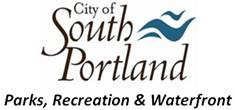 City of
South
Portland
Parks, Recreation & Waterfront